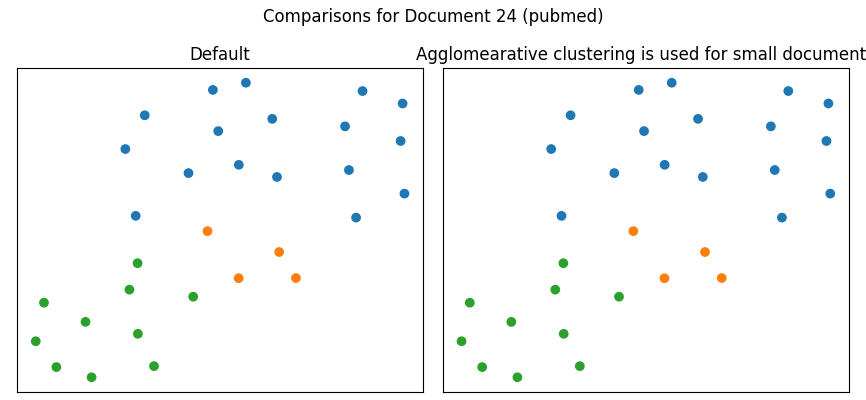 Comparisons for Document 24 (pubmed)
Default
Agglomearative clustering is used for small document